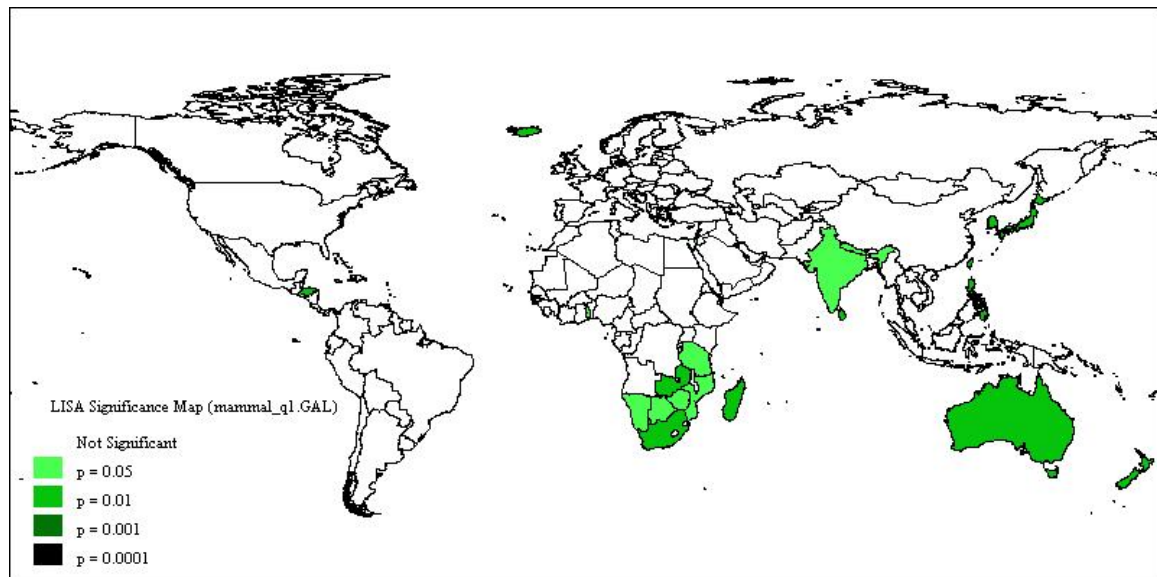 LISA Significance Map (mammal_q1.GAL)
Not Significant
p = 0.05
p = 0.01
p = 0.001
p = 0.0001